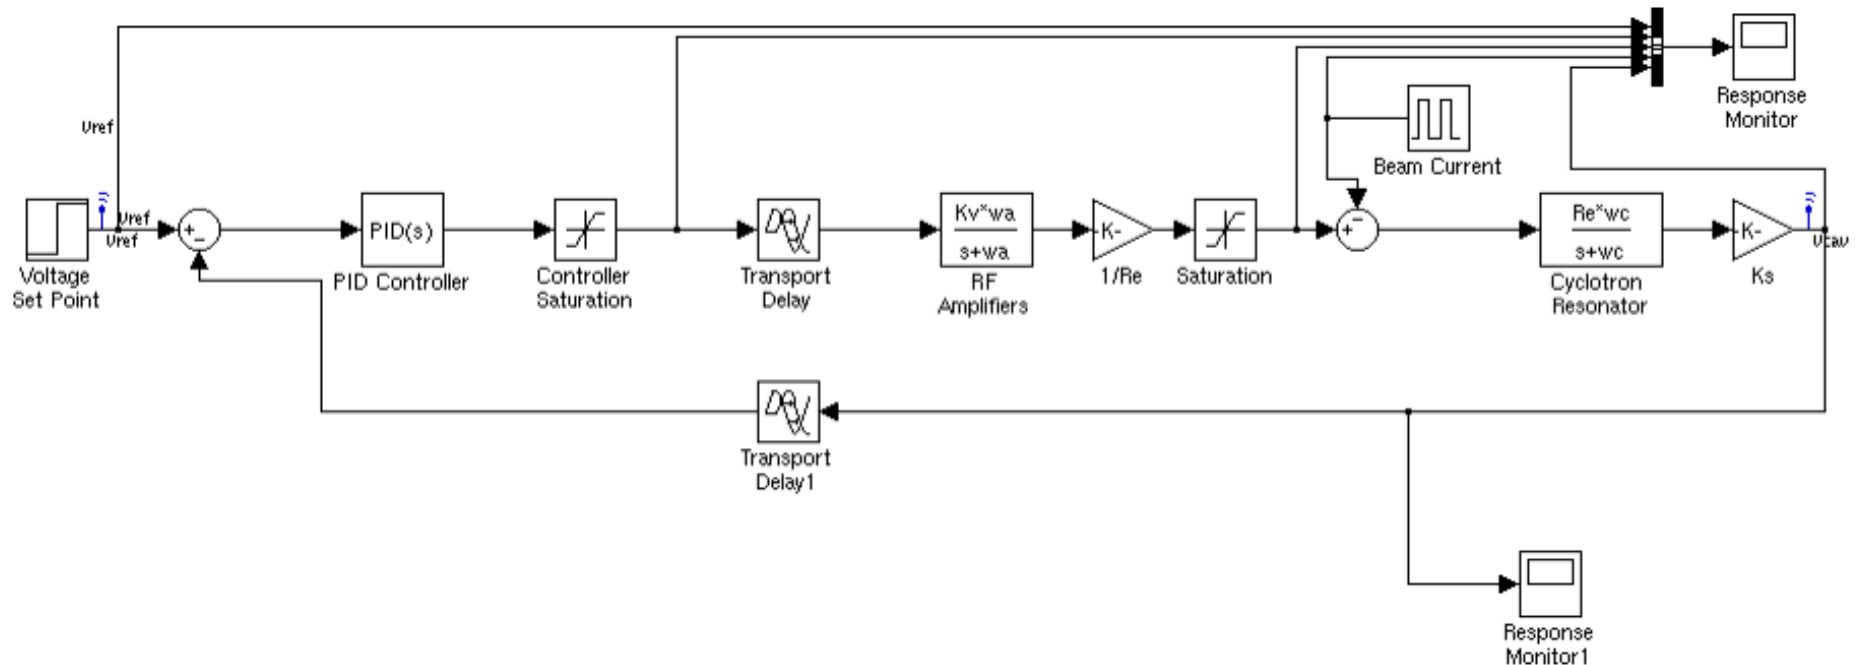 Vref
Response
Monitor
Beam Current
Vref
Vref
Voltage
Set Point
+
−
PID(s)
PID Controller
Controller
Saturation
Transport
Delay
Kv*wa
s+wa
RF
Amplifiers
-K-
1/Re
Saturation
−
+
Re*wc
s+wc
Cyclotron
Resonator
-K-
Ks
Vcav
Transport
Delay1
Response
Monitor1